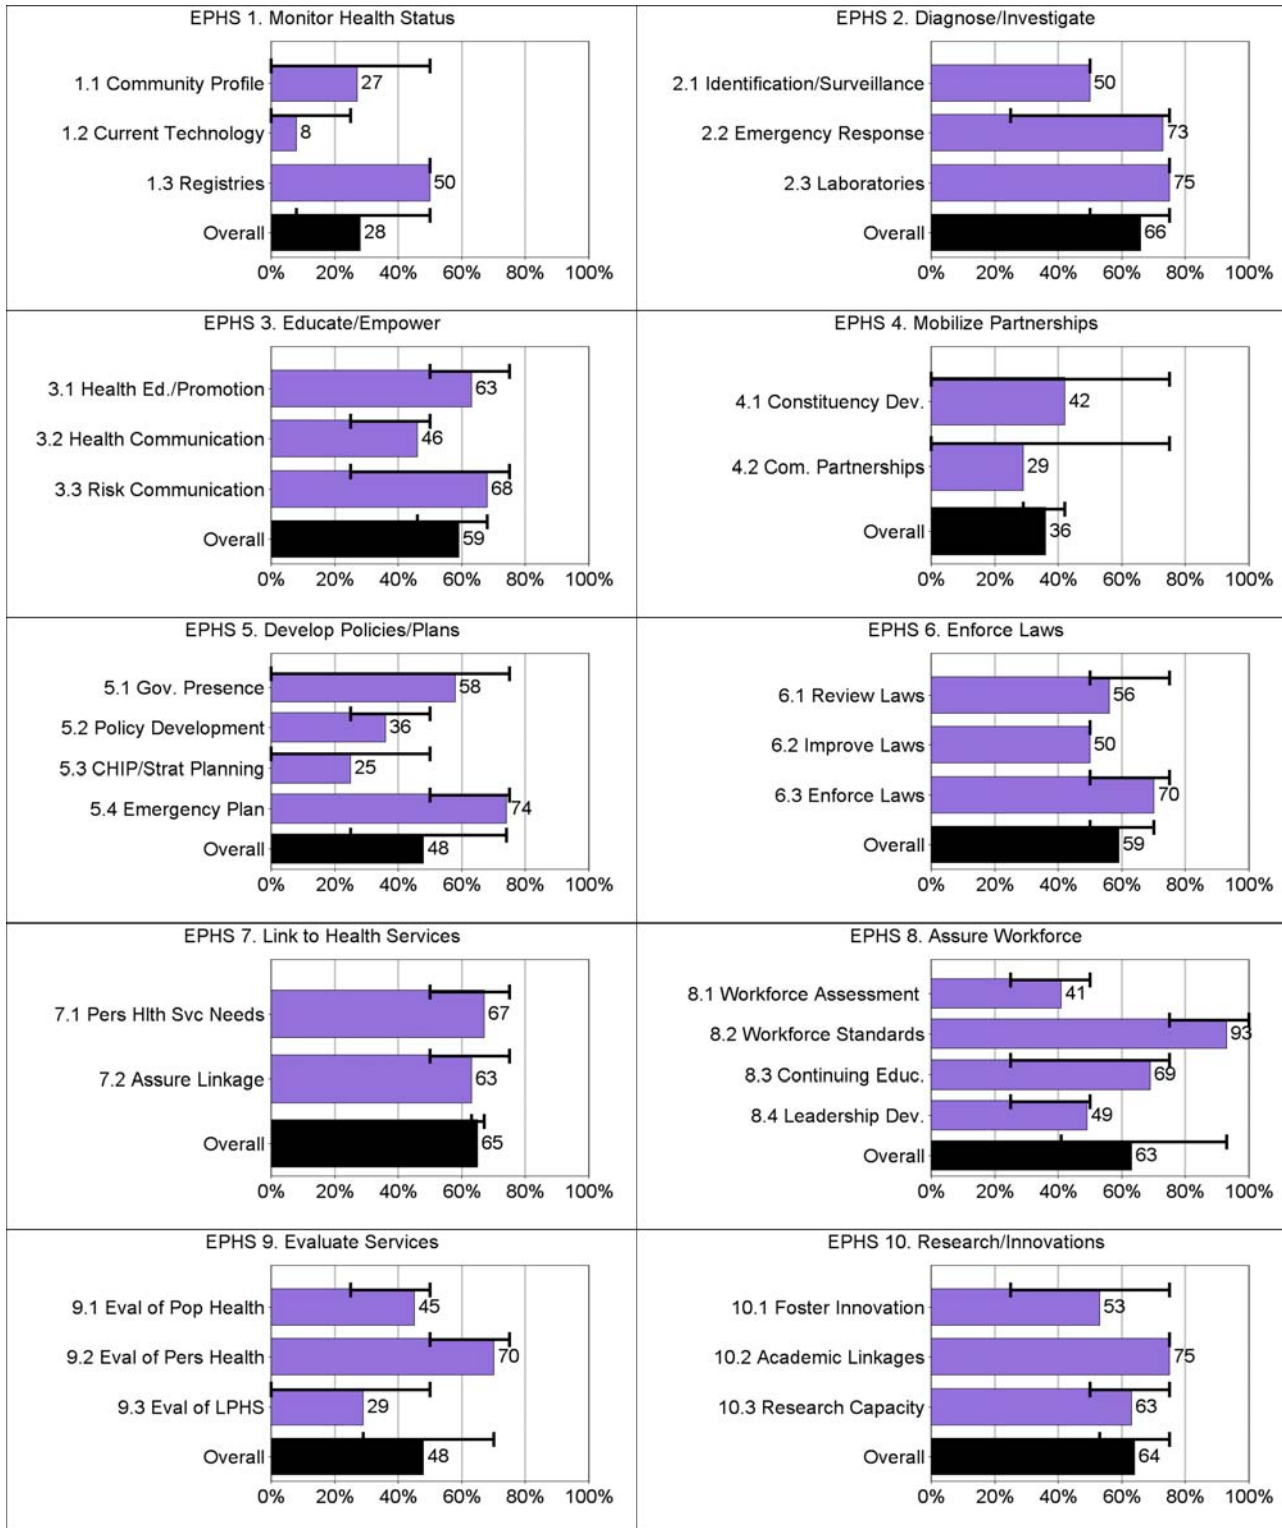 EPHS 1. Monitor Health Status
1.1 Community Profile 27
1.2 Current Technology 8
1.3 Registries 50
Overall 28
0% 20% 40% 60% 80% 100%
EPHS 2. Diagnose/Investigate
2.1 Identification/Surveillance 50
2.2 Emergency Response 73
2.3 Laboratories 75
Overall 66
0% 20% 40% 60% 80% 100%
EPHS 3. Educate/Empower
3.1 Health Ed./Promotion 63
3.2 Health Communication 46
3.3 Risk Communication 68
Overall 59
0% 20% 40% 60% 80% 100%
EPHS 4. Mobilize Partnerships
4.1 Constituency Dev. 42
4.2 Com. Partnerships 29
Overall 36
0% 20% 40% 60% 80% 100%
EPHS 5. Develop Policies/Plans
5.1 Gov. Presence 58
5.2 Policy Development 36
5.3 CHIP/Strat Planning 25
5.4 Emergency Plan 74
Overall 48
0% 20% 40% 60% 80% 100%
EPHS 6. Enforce Laws
6.1 Review Laws 56
6.2 Improve Laws 50
6.3 Enforce Laws 70
Overall 59
0% 20% 40% 60% 80% 100%
EPHS 7. Link to Health Services
7.1 Pers Hlth Svc Needs 67
7.2 Assure Linkage 63
Overall 65
0% 20% 40% 60% 80% 100%
EPHS 8. Assure Workforce
8.1 Workforce Assessment 41
8.2 Workforce Standards 93
8.3 Continuing Educ. 69
8.4 Leadership Dev. 49
Overall 63
0% 20% 40% 60% 80% 100%
EPHS 9. Evaluate Services
9.1 Eval of Pop Health 45
9.2 Eval of Pers Health 70
9.3 Eval of LPHS 29
Overall 48
0% 20% 40% 60% 80% 100%
EPHS 10. Research/Innovations
10.1 Foster Innovation 53
10.2 Academic Linkages 75
10.3 Research Capacity 63
Overall 64
0% 20% 40% 60% 80% 100%